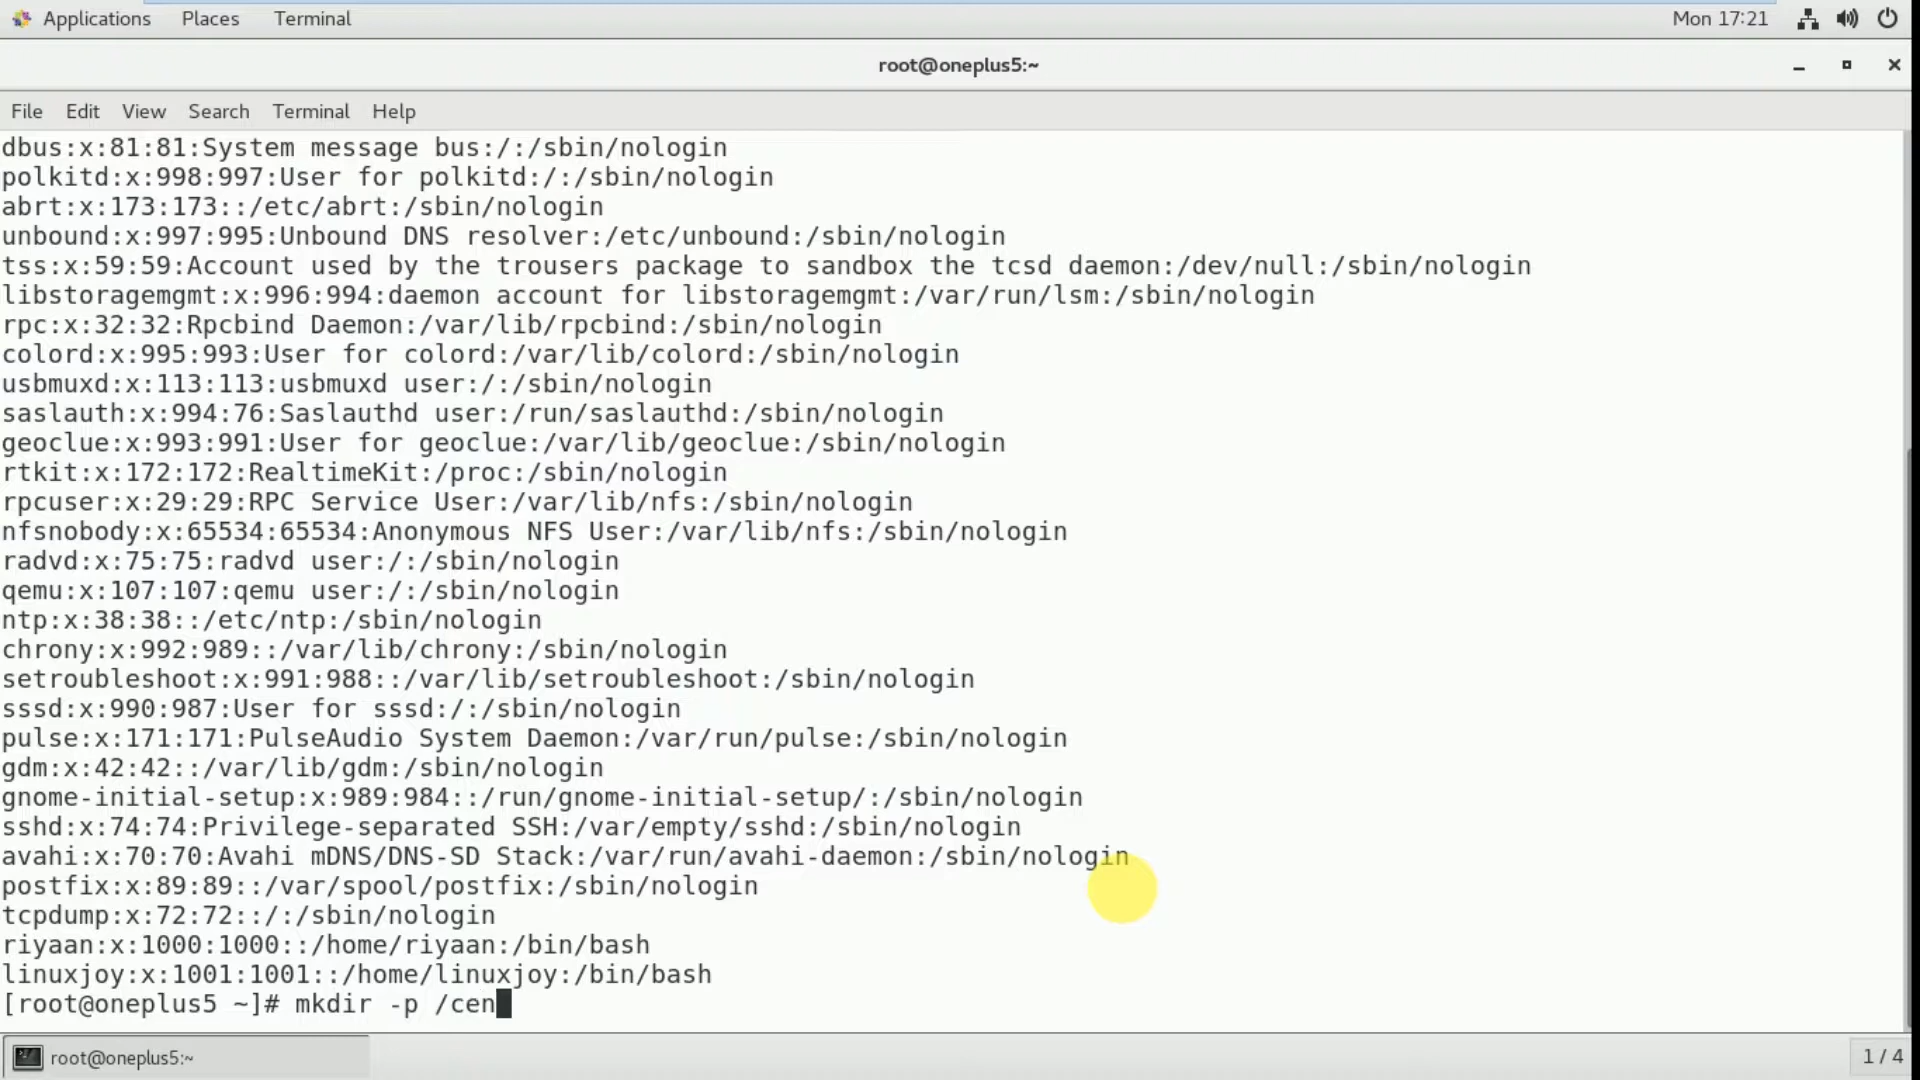 Applications Places Terminal Mon 17:21
root@oneplus5:~
File Edit View Search Terminal Help
dbus:x:81:81:System message bus:/:/sbin/nologin
polkitd:x:998:997:User for polkitd:/:/sbin/nologin
abrt:x:173:173::/etc/abrt:/sbin/nologin
unbound:x:997:995:Unbound DNS resolver:/etc/unbound:/sbin/nologin
tss:x:59:59:Account used by the trousers package to sandbox the tcsd daemon:/dev/null:/sbin/nologin
libstoragemgmt:x:996:994:daemon account for libstoragemgmt:/var/run/lsm:/sbin/nologin
rpc:x:32:32:Rpcbind Daemon:/var/lib/rpcbind:/sbin/nologin
colord:x:995:993:User for colord:/var/lib/colord:/sbin/nologin
usbmuxd:x:113:113:usbmuxd user:/:/sbin/nologin
saslauth:x:994:76:Saslauthd user:/run/saslauthd:/sbin/nologin
geoclue:x:993:991:User for geoclue:/var/lib/geoclue:/sbin/nologin
rtkit:x:172:172:RealtimeKit:/proc:/sbin/nologin
rpcuser:x:29:29:RPC Service User:/var/lib/nfs:/sbin/nologin
nfsnobody:x:65534:65534:Anonymous NFS User:/var/lib/nfs:/sbin/nologin
radvd:x:75:75:radvd user:/:/sbin/nologin
qemu:x:107:107:qemu user:/:/sbin/nologin
ntp:x:38:38::/etc/ntp:/sbin/nologin
chrony:x:992:989::/var/lib/chrony:/sbin/nologin
setroubleshoot:x:991:988::/var/lib/setroubleshoot:/sbin/nologin
sssd:x:990:987:User for sssd:/:/sbin/nologin
pulse:x:171:171:PulseAudio System Daemon:/var/run/pulse:/sbin/nologin
gdm:x:42:42::/var/lib/gdm:/sbin/nologin
gnome-initial-setup:x:989:984::/run/gnome-initial-setup/:/sbin/nologin
sshd:x:74:74:Privilege-separated SSH:/var/empty/sshd:/sbin/nologin
avahi:x:70:70:Avahi mDNS/DNS-SD Stack:/var/run/avahi-daemon:/sbin/nologin
postfix:x:89:89::/var/spool/postfix:/sbin/nologin
tcpdump:x:72:72::/:/sbin/nologin
riyaan:x:1000:1000::/home/riyaan:/bin/bash
linuxjoy:x:1001:1001::/home/linuxjoy:/bin/bash
[root@oneplus5 ~]# mkdir -p /cen
root@oneplus5:~ 1 / 4